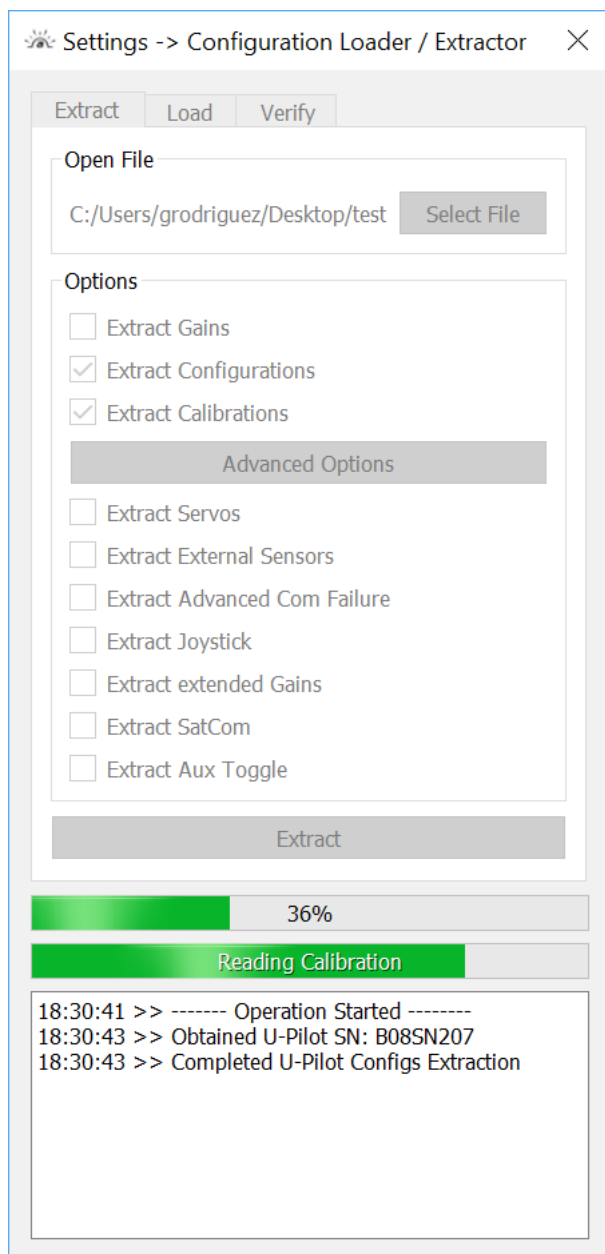 Settings -> Configuration Loader / Extractor
Extract Load Verify
Open File
C:/Users/grodriguez/Desktop/test Select File
Options
Extract Gains
Extract Configurations
Extract Calibrations
Advanced Options
Extract Servos
Extract External Sensors
Extract Advanced Com Failure
Extract Joystick
Extract extended Gains
Extract SatCom
Extract Aux Toggle
Extract
36%
Reading Calibration
18:30:41 >> ------- Operation Started --------
18:30:43 >> Obtained U-Pilot SN: B08SN207
18:30:43 >> Completed U-Pilot Configs Extraction